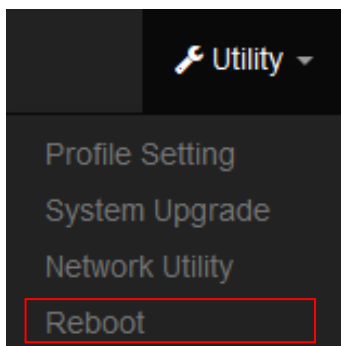 Utility
Profile Setting
System Upgrade
Network Utility
Reboot